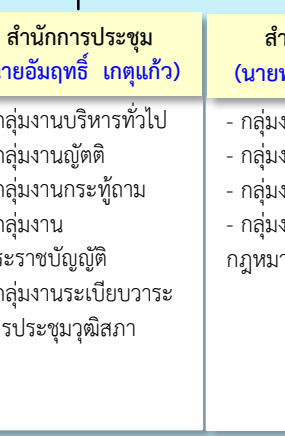 สำนักการประชุม
นายอัมฤทธิ์ เกตุแก้ว)
กลุ่มงานบริหารทั่วไป
กลุ่มงานญัตติ
กลุ่มงานกระทู้ถาม
กลุ่มงาน
พระราชบัญญัติ
กลุ่มงานระเบียบวาระ
การประชุมวุฒิสภา
สำ
(นาย
- กลุ่มง
- กลุ่มง
- กลุ่มง
- กลุ่มง
กฎหมา